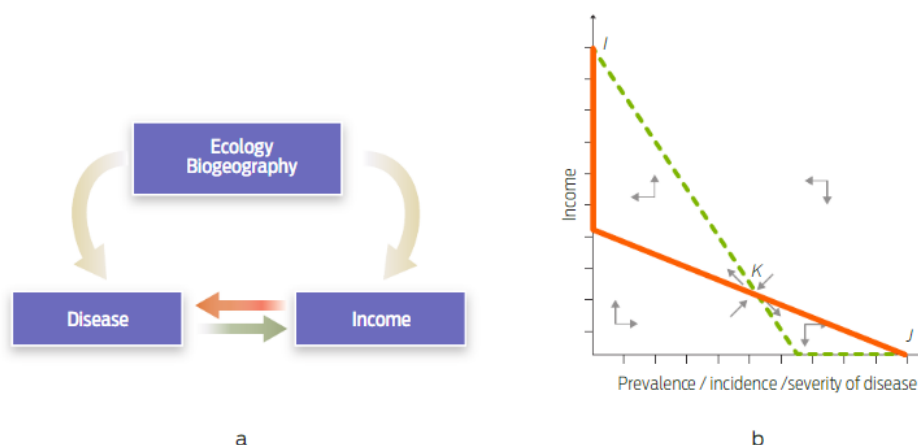 Ecology
Biogeography
Disease
Income
a
I
Income
K
J
Prevalence / incidence /severity of disease
b